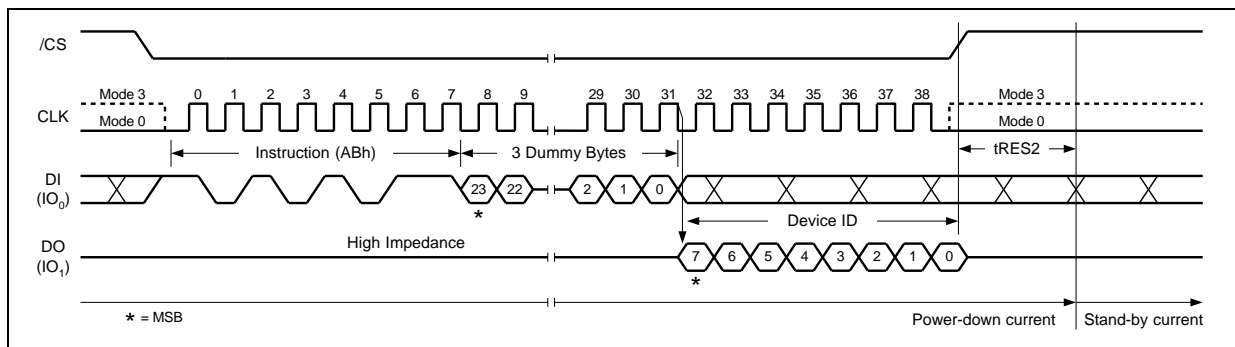 /CS
Mode 3 0 1 2 3 4 5 6 7 8 9 29 30 31 32 33 34 35 36 37 38 Mode 3
CLK
Mode 0 Mode 0
Instruction (ABh) 3 Dummy Bytes tRES2
DI
(IO0)
23 22 2 1 0
*
Device ID
DO
(IO1)
High Impedance
7 6 5 4 3 2 1 0
*
* = MSB
Power-down current Stand-by current